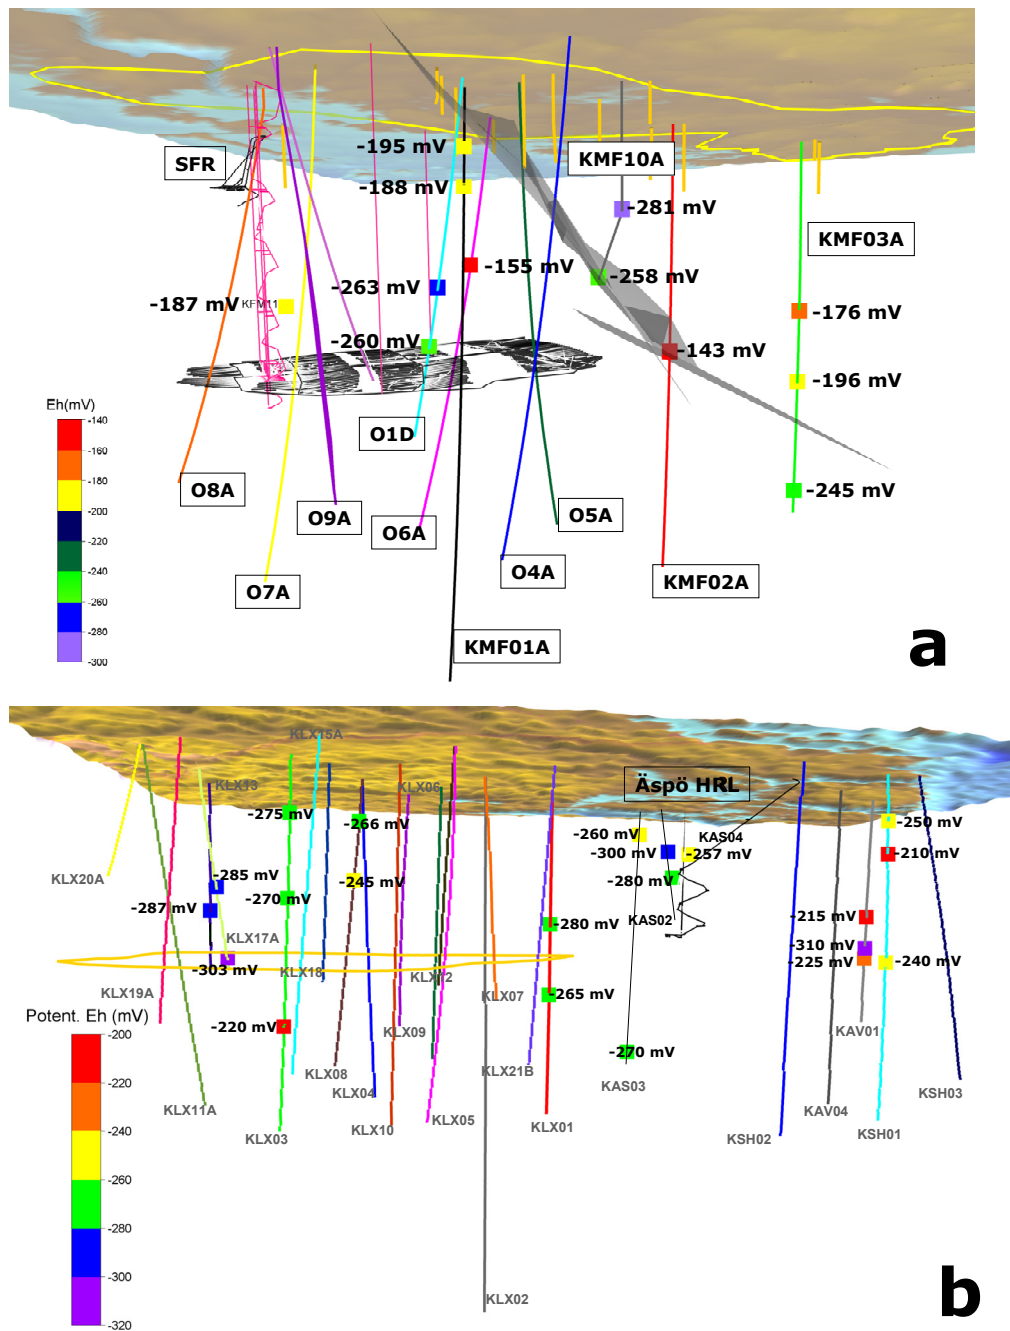 a
-195 mV
KMF10A
SFR
-188 mV
-281 mV
KMF03A
-155 mV
-258 mV
-263 mV
-187 mV
KFM11
-176 mV
-260 mV
-143 mV
-196 mV
Eh(mV)
-140
-160
-180
-200
-220
-240
-260
-280
-300
O1D
O8A
-245 mV
O9A
O6A
O5A
O7A
O4A
KMF02A
KMF01A
a
KLX15A
KLX13
KLX06
Äspö HRL
-275 mV
-266 mV
-260 mV
KAS04
-250 mV
-300 mV
-257 mV
-210 mV
KLX20A
-285 mV
-245 mV
-280 mV
-287 mV
-270 mV
-215 mV
KAS02
-280 mV
KLX17A
-310 mV
-303 mV
KLX18
KLX12
-225 mV
-240 mV
KLX19A
KLX07
-265 mV
Potent. Eh (mV)
-220 mV
KLX09
KAV01
-200
-220
-240
-260
-280
-300
-320
-270 mV
KLX08
KLX21B
KAS03
KLX04
KSH03
KLX11A
KAV04
KLX05
KLX01
KLX03
KLX10
KSH02
KSH01
KLX02
b